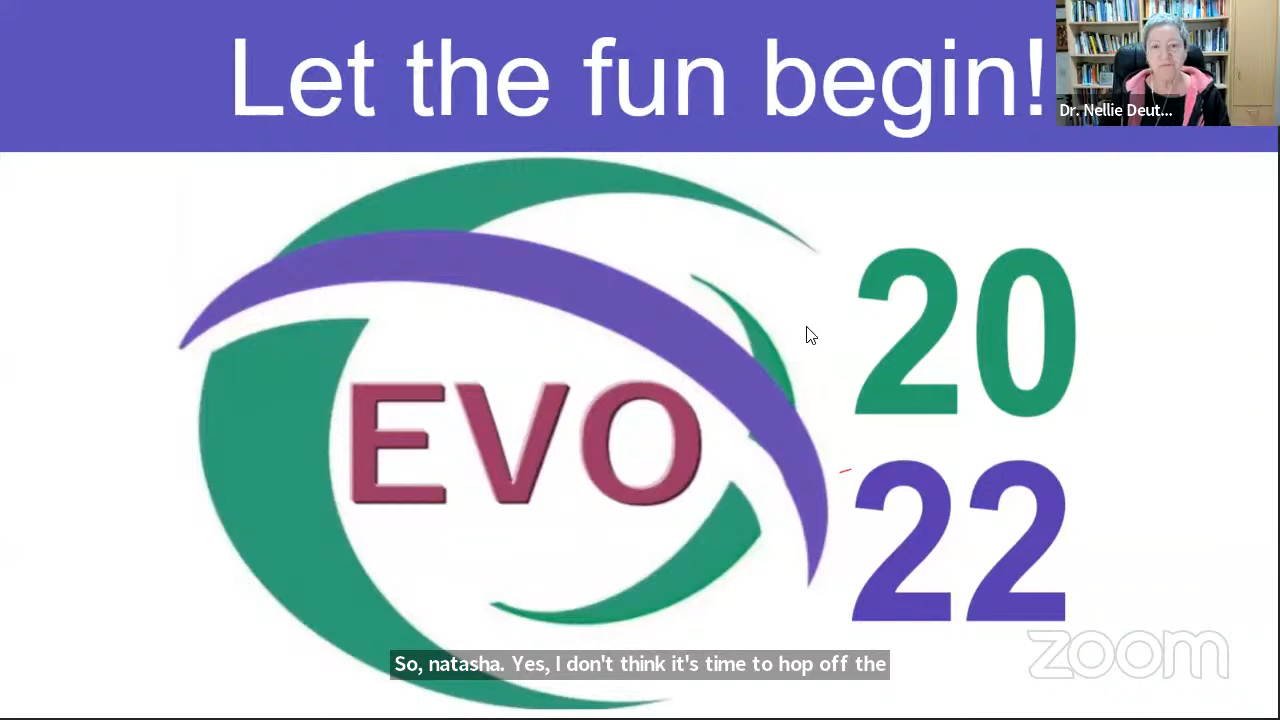 Let the fun begin!
Dr. Nellie Deut...
EVO
20
22
zoom
So, natasha. Yes, I don't think it's time to hop off the